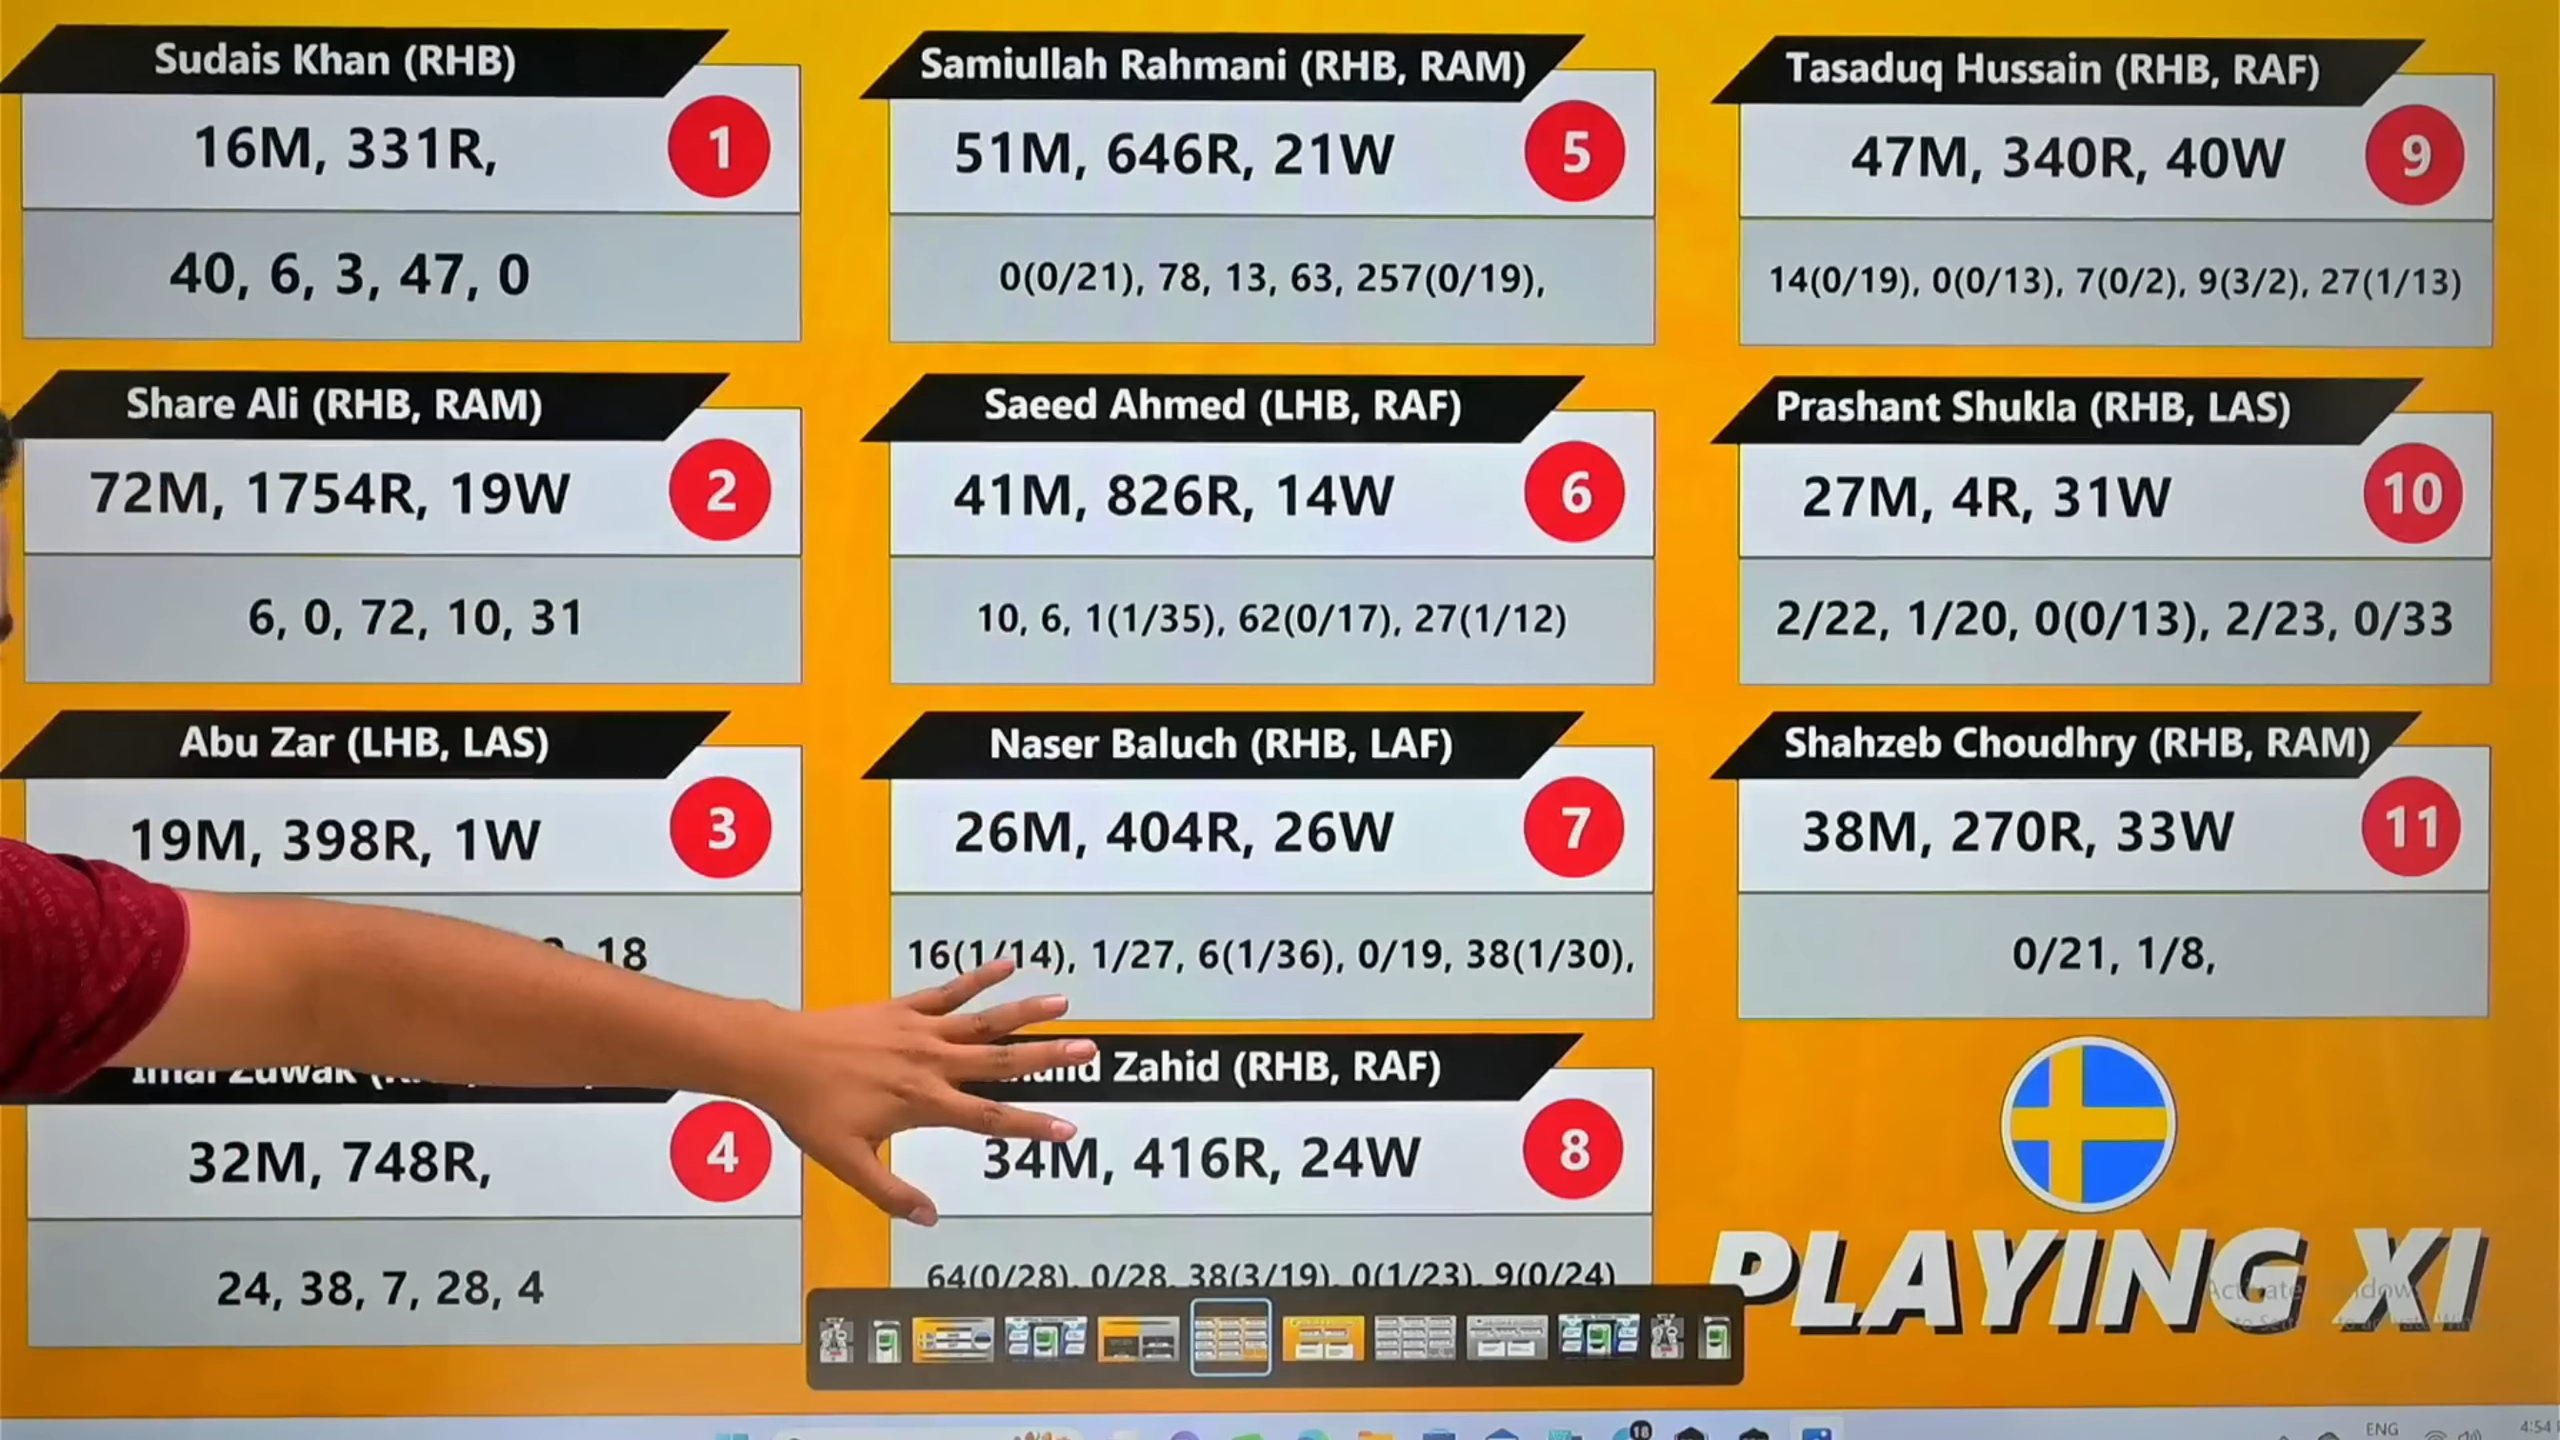 Sudais Khan (RHB)
16M, 331R,
1
40, 6, 3, 47, 0
Share Ali (RHB, RAM)
72M, 1754R, 19W
2
6, 0, 72, 10, 31
Abu Zar (LHB, LAS)
19M, 398R, 1W
3
18
Imal Zuwak
32M, 748R,
4
24, 38, 7, 28, 4
Samiullah Rahmani (RHB, RAM)
51M, 646R, 21W
5
0(0/21), 78, 13, 63, 257(0/19),
Saeed Ahmed (LHB, RAF)
41M, 826R, 14W
6
10, 6, 1(1/35), 62(0/17), 27(1/12)
Naser Baluch (RHB, LAF)
26M, 404R, 26W
7
16(1/14), 1/27, 6(1/36), 0/19, 38(1/30),
Zahid (RHB, RAF)
34M, 416R, 24W
8
64(0/28), 0/28, 38(3/19), 0(1/23), 9(0/24)
Tasaduq Hussain (RHB, RAF)
47M, 340R, 40W
9
14(0/19), 0(0/13), 7(0/2), 9(3/2), 27(1/13)
Prashant Shukla (RHB, LAS)
27M, 4R, 31W
10
2/22, 1/20, 0(0/13), 2/23, 0/33
Shahzeb Choudhry (RHB, RAM)
38M, 270R, 33W
11
0/21, 1/8,
PLAYING XI
18
ENG
4:54